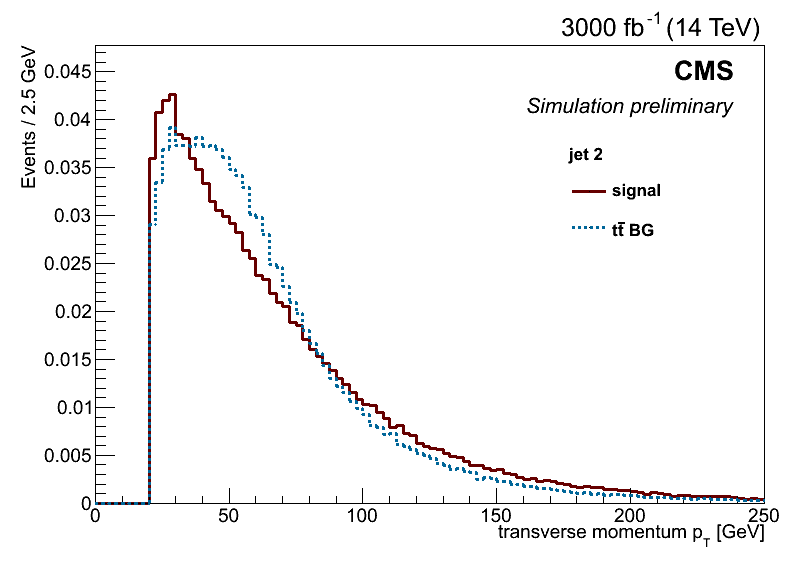 3000 fb⁻¹ (14 TeV)
CMS
Simulation preliminary
jet 2
signal
tt̄ BG
Events / 2.5 GeV
0.045
0.04
0.035
0.03
0.025
0.02
0.015
0.01
0.005
0
0 50 100 150 200 250
transverse momentum p_T [GeV]